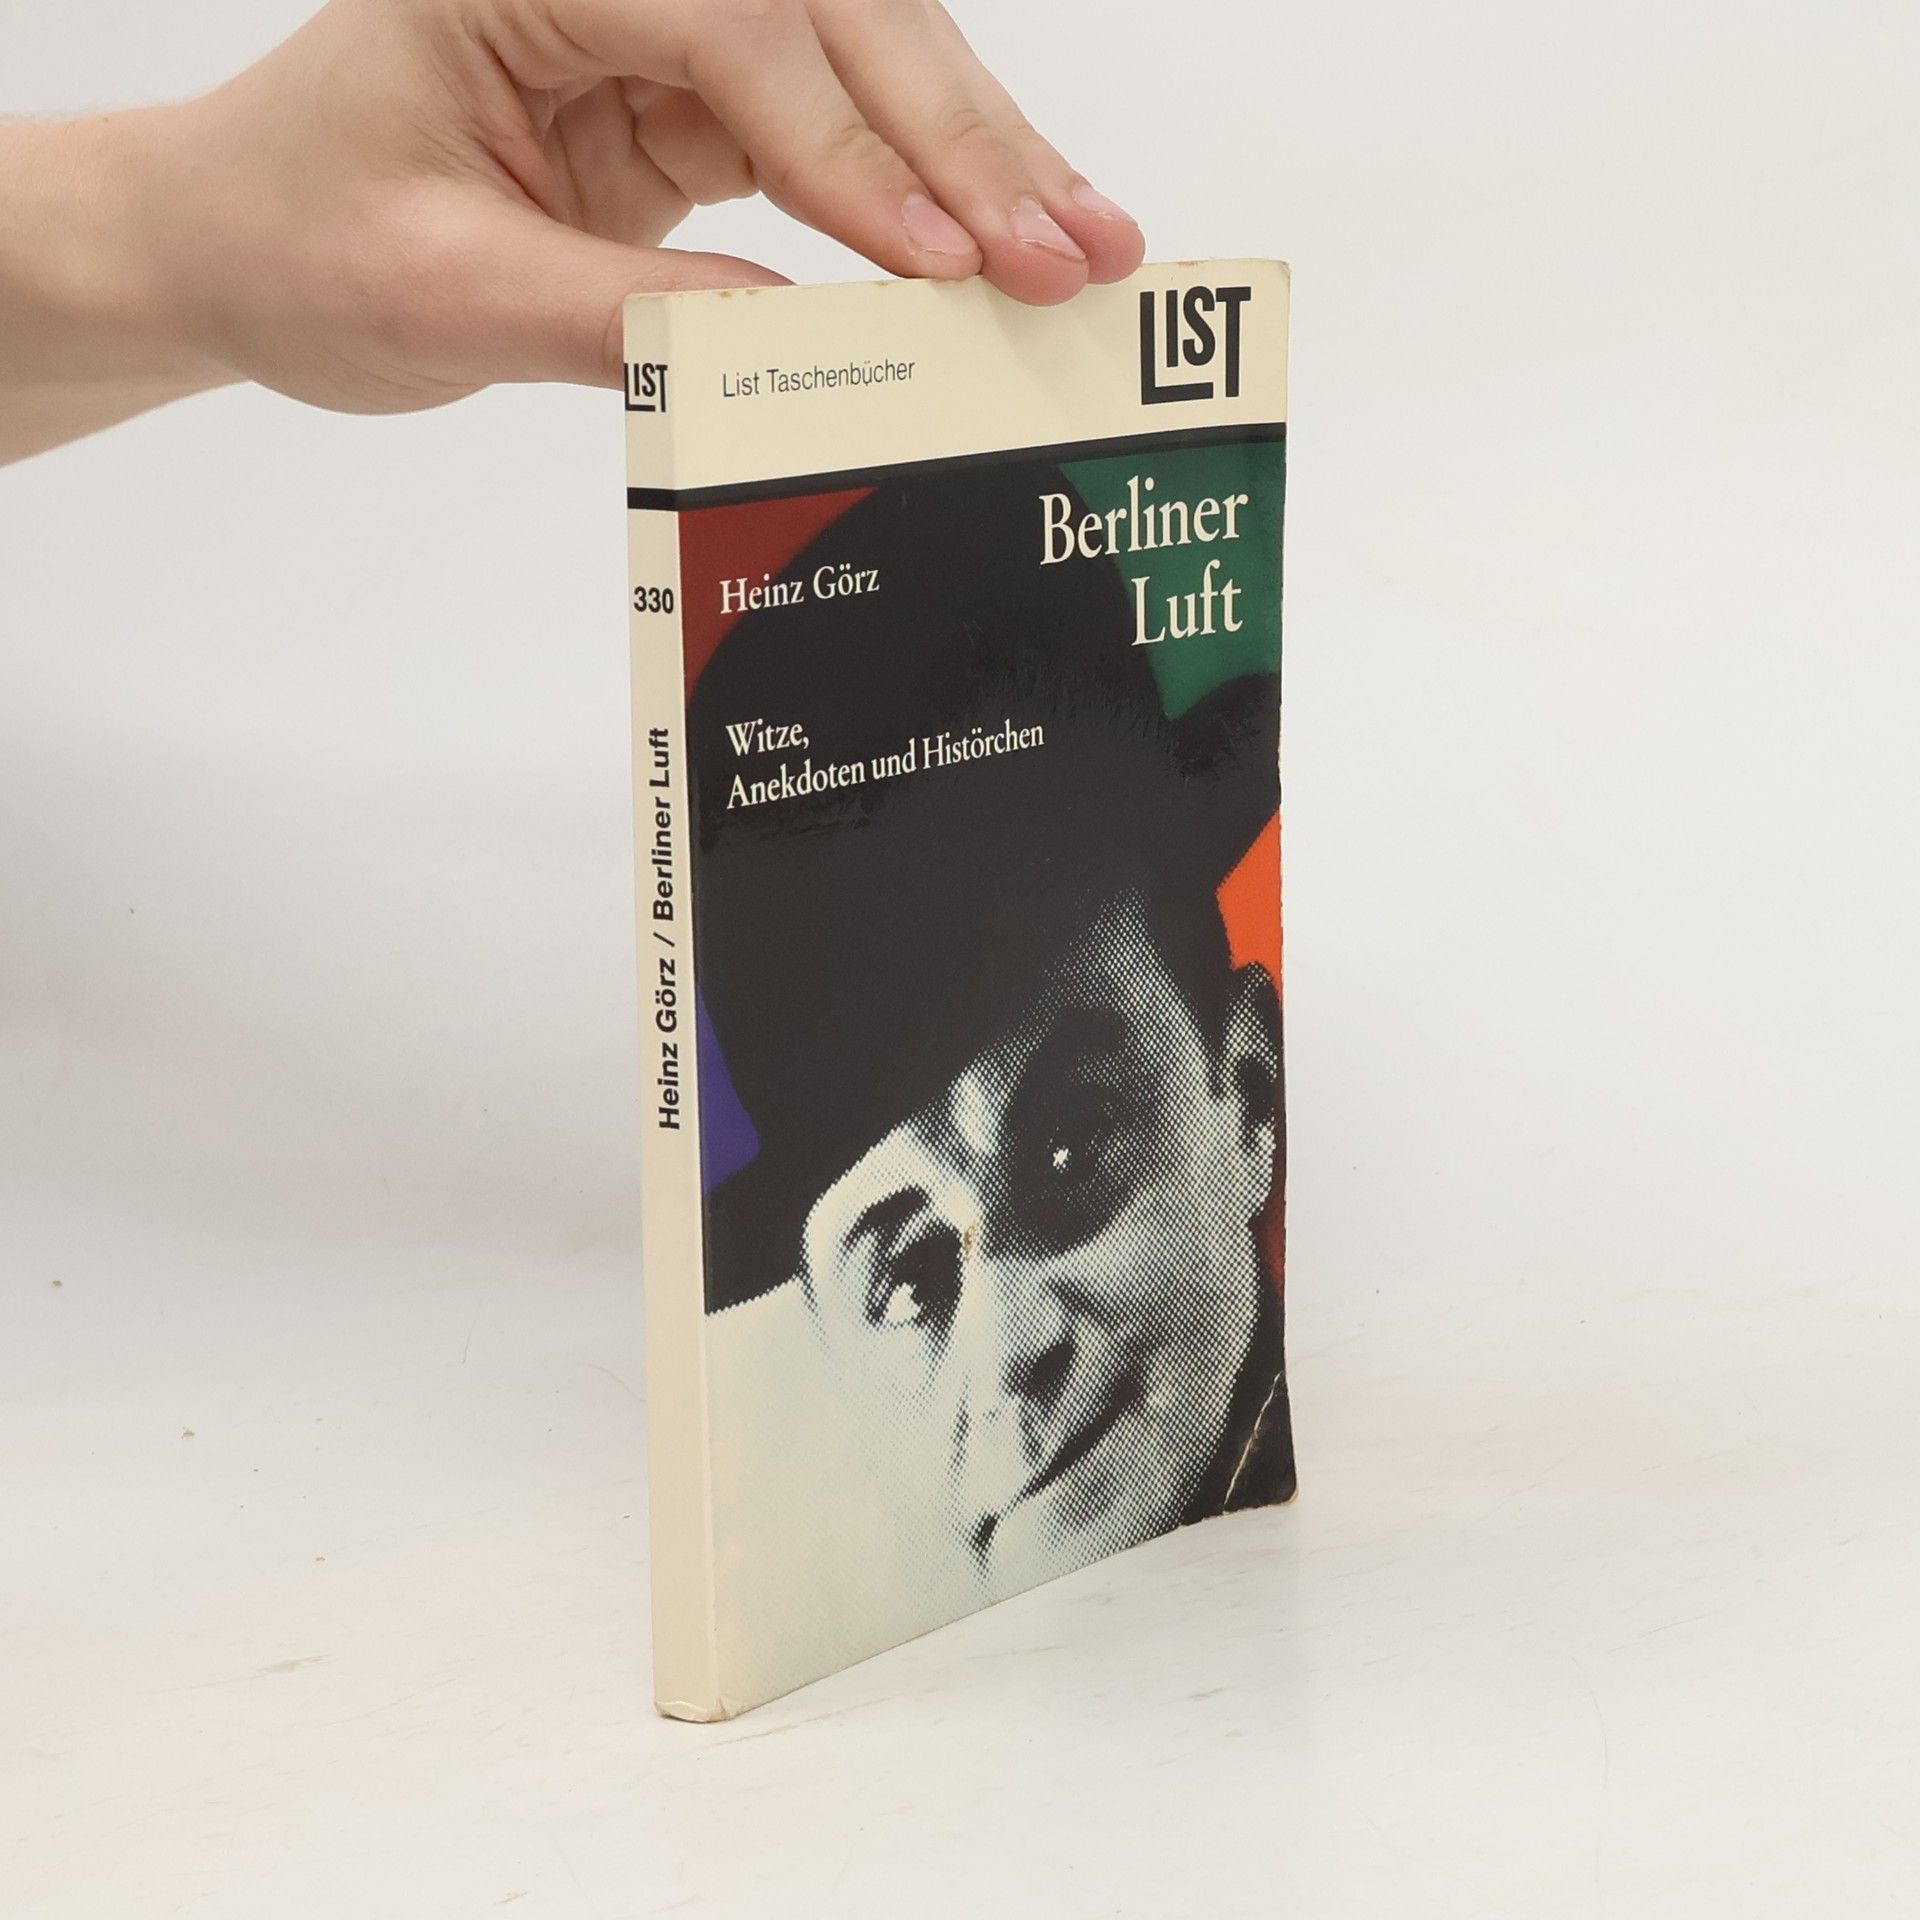 LIST
330
Heinz Görz / Berliner Luft
List Taschenbücher
LIST
Berliner
Luft
Heinz Görz
Witze,
Anekdoten und Histörchen